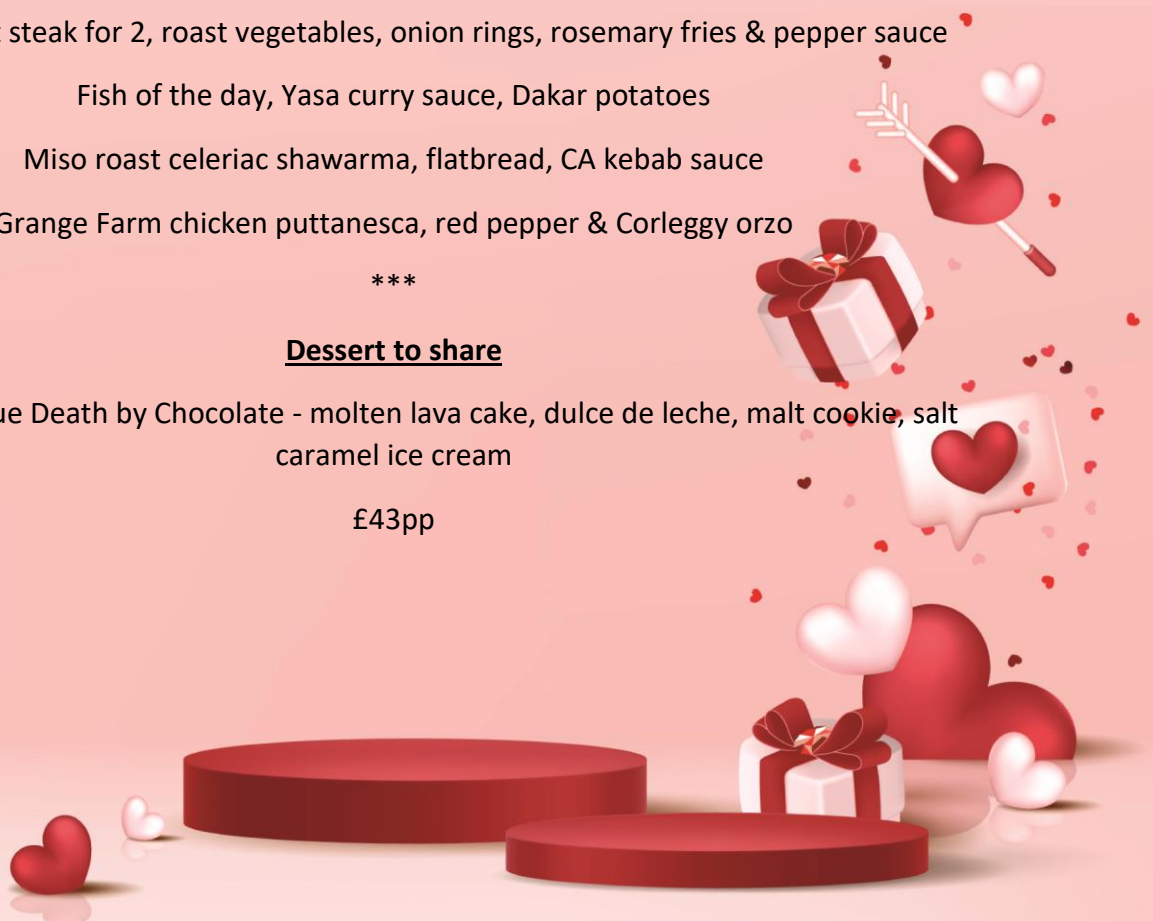 steak for 2, roast vegetables, onion rings, rosemary fries & pepper sauce
Fish of the day, Yasa curry sauce, Dakar potatoes
Miso roast celeriac shawarma, flatbread, CA kebab sauce
Grange Farm chicken puttanesca, red pepper & Corleggy orzo
***
Dessert to share
Death by Chocolate - molten lava cake, dulce de leche, malt cookie, salt
caramel ice cream
£43pp